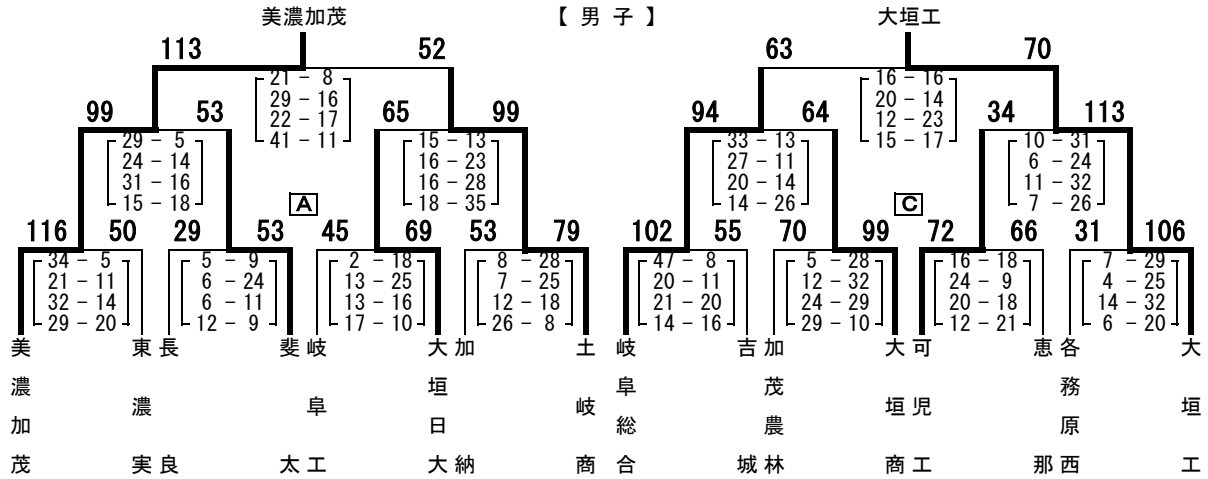 美濃加茂 【 男 子 】 大垣工
113 52 63 70
21 - 8 16 - 16
29 - 16 20 - 14
22 - 17 12 - 23
41 - 11 15 - 17
99 53 65 99 94 64 34 113
29 - 5 15 - 13 33 - 13 10 - 31
24 - 14 16 - 23 27 - 11 6 - 24
31 - 16 16 - 28 20 - 14 11 - 32
15 - 18 18 - 35 14 - 26 7 - 26
A C
116 50 29 53 45 69 53 79 102 55 70 99 72 66 31 106
34 - 5 5 - 9 2 - 18 8 - 28 47 - 8 5 - 28 16 - 18 7 - 29
21 - 11 6 - 24 13 - 25 7 - 25 20 - 11 12 - 32 24 - 9 4 - 25
32 - 14 6 - 11 13 - 16 12 - 18 21 - 20 24 - 29 20 - 18 14 - 32
29 - 20 12 - 9 17 - 10 26 - 8 14 - 16 29 - 10 12 - 21 6 - 20
美濃加茂
東濃実
長良
斐太
岐阜工
大垣日大
加納
土岐商
岐阜総合
吉城
加茂農林
大垣商
可児工
恵那
各務原西
大垣工